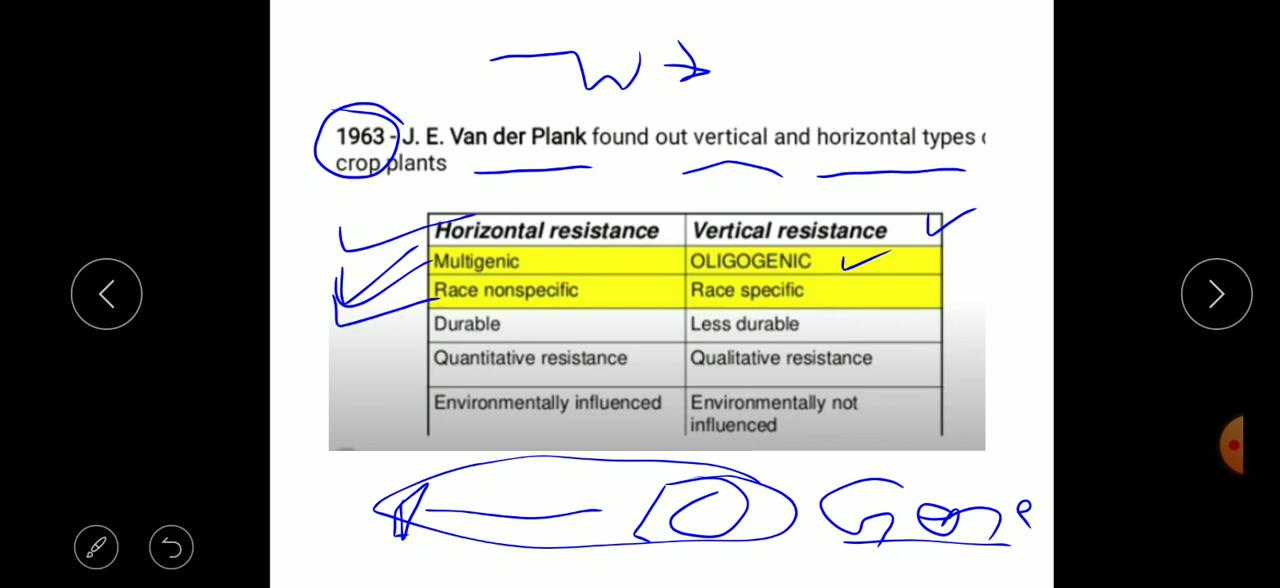 1963 - J. E. Van der Plank found out vertical and horizontal types
crop plants
Horizontal resistance Vertical resistance
Multigenic OLIGOGENIC
Race nonspecific Race specific
Durable Less durable
Quantitative resistance Qualitative resistance
Environmentally influenced Environmentally not
influenced
Gene